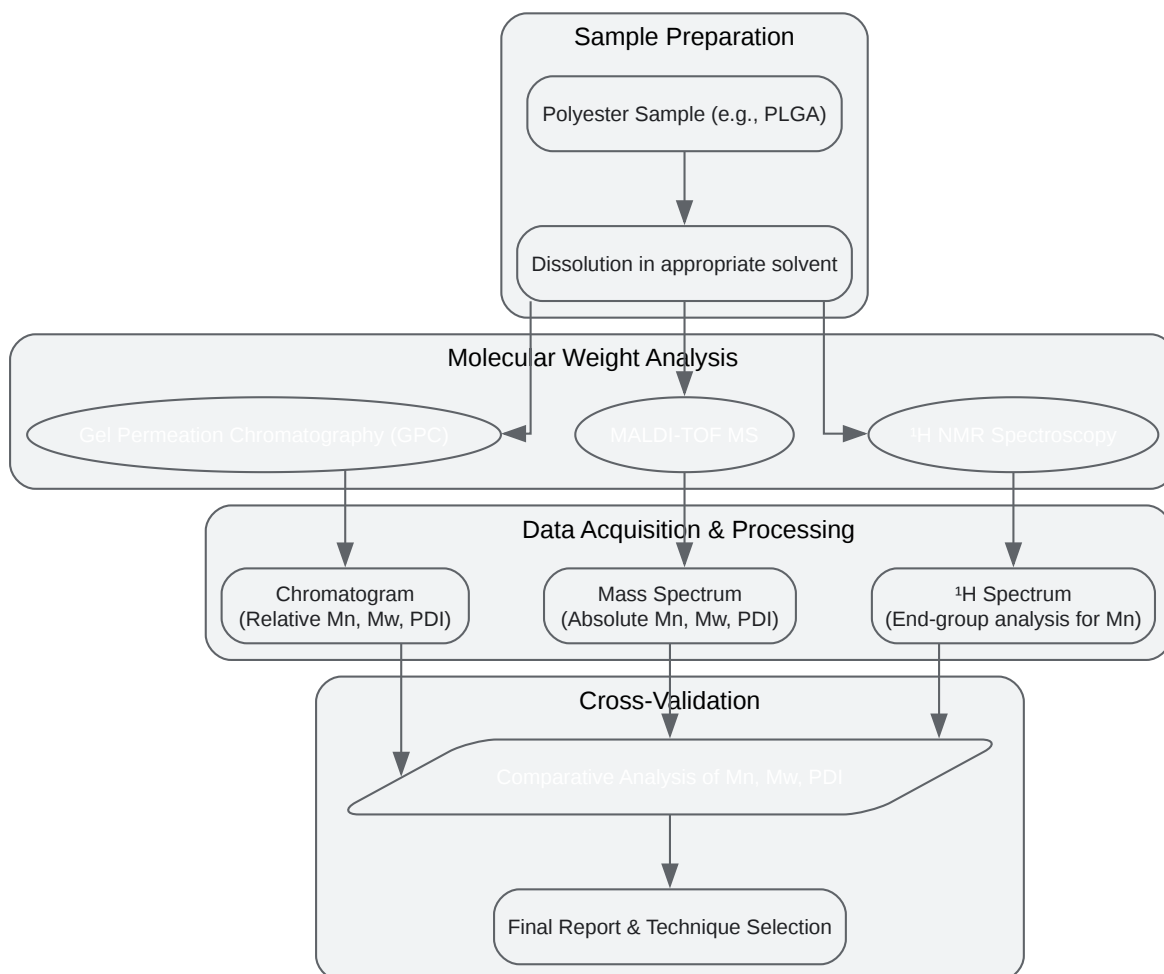 Sample Preparation
Polyester Sample (e.g., PLGA)
Dissolution in appropriate solvent
Molecular Weight Analysis
Gel Permeation Chromatography (GPC)
MALDI-TOF MS
¹H NMR Spectroscopy
Data Acquisition & Processing
Chromatogram
(Relative Mn, Mw, PDI)
Mass Spectrum
(Absolute Mn, Mw, PDI)
¹H Spectrum
(End-group analysis for Mn)
Cross-Validation
Comparative Analysis of Mn, Mw, PDI
Final Report & Technique Selection